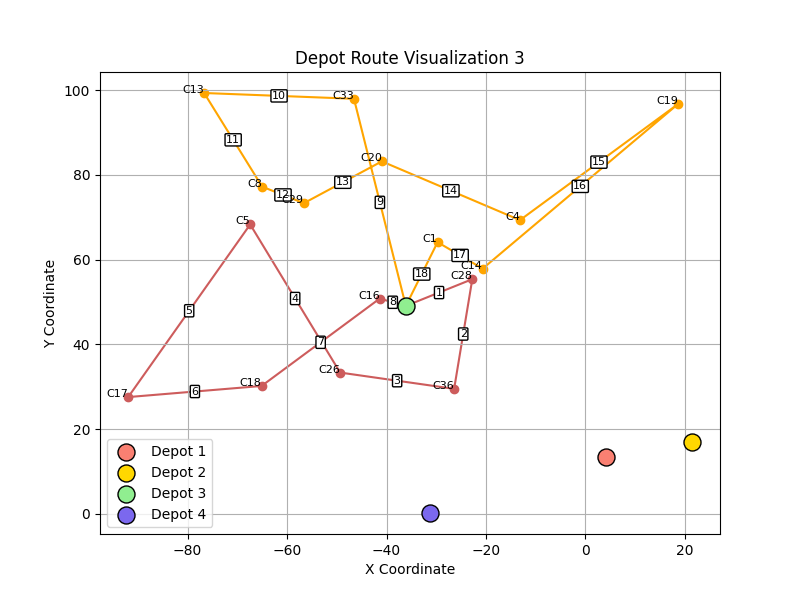 Depot Route Visualization 3
100
80
60
40
20
0
Y Coordinate
−80
−60
−40
−20
0
20
X Coordinate
C13
10
C33
C19
11
C20
15
C8
12
C29
13
14
16
9
C4
C5
C1
17
C14
18
C28
4
C16
8
1
5
7
2
C17
6
C18
C26
3
C36
Depot 1
Depot 2
Depot 3
Depot 4